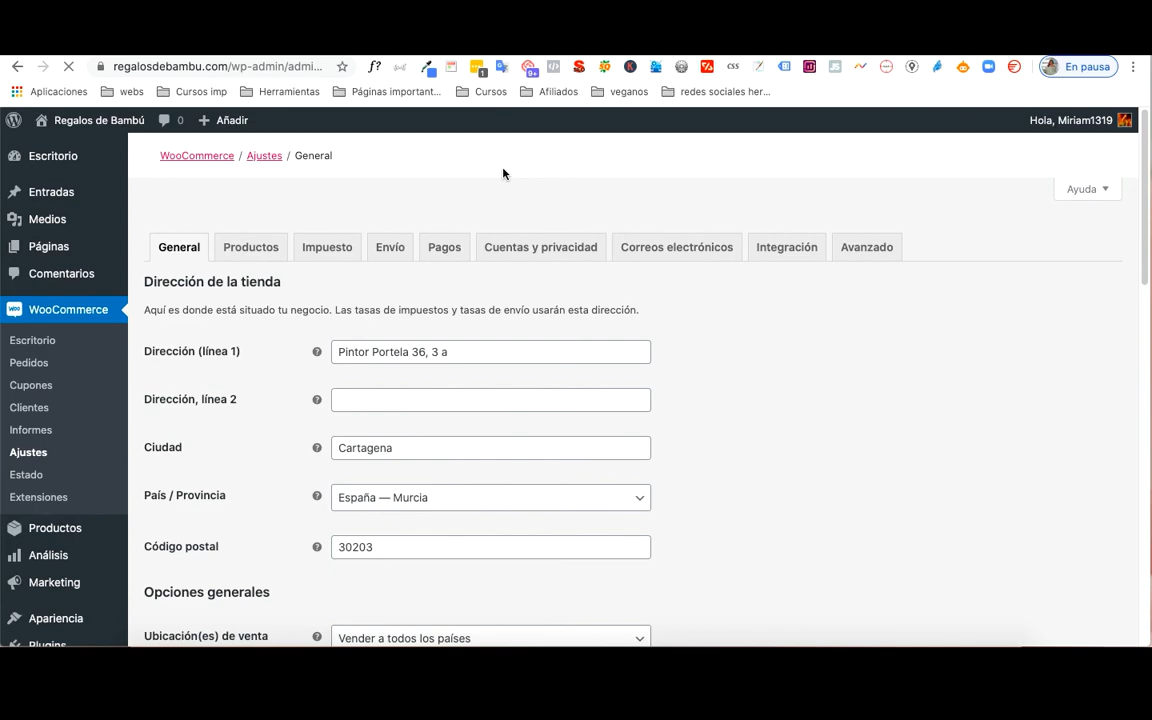 regalosdebambu.com/wp-admin/admi...
f?
1
9+
css
En pausa
Aplicaciones
webs
Cursos imp
Herramientas
Páginas important...
Cursos
Afiliados
veganos
redes sociales her...
Regalos de Bambú
0
Añadir
Hola, Miriam1319
Escritorio
Entradas
Medios
Páginas
Comentarios
WooCommerce
Escritorio
Pedidos
Cupones
Clientes
Informes
Ajustes
Estado
Extensiones
Productos
Análisis
Marketing
Apariencia
Plugins
WooCommerce / Ajustes / General
Ayuda
General
Productos
Impuesto
Envío
Pagos
Cuentas y privacidad
Correos electrónicos
Integración
Avanzado
Dirección de la tienda
Aquí es donde está situado tu negocio. Las tasas de impuestos y tasas de envío usarán esta dirección.
Dirección (línea 1)
Pintor Portela 36, 3 a
Dirección, línea 2
Ciudad
Cartagena
País / Provincia
España — Murcia
Código postal
30203
Opciones generales
Ubicación(es) de venta
Vender a todos los países